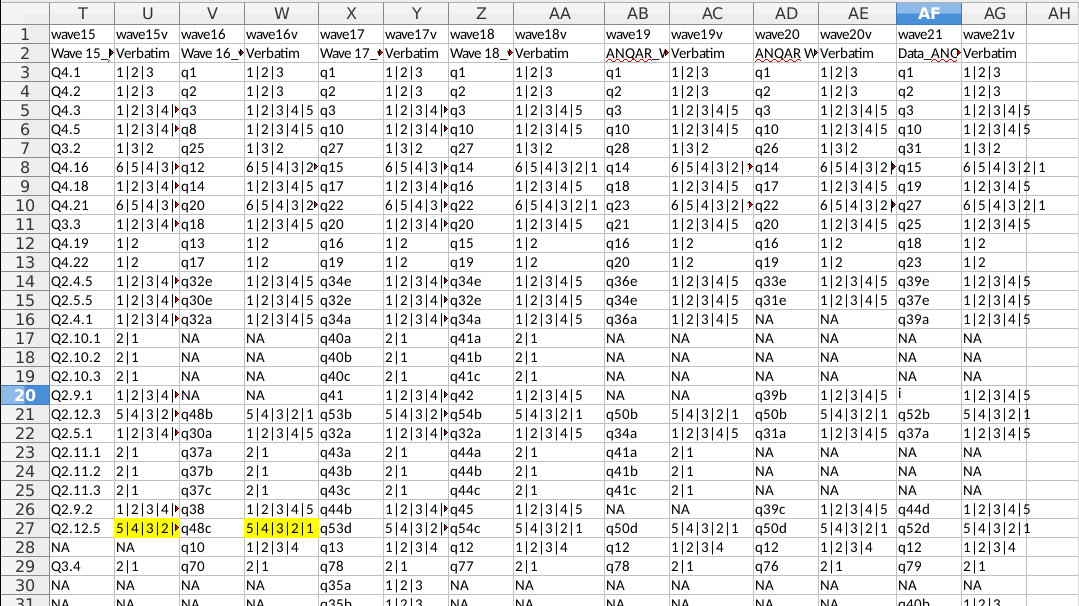 T U V W X Y Z AA AB AC AD AE AF AG AH
1 wave15 wave15v wave16 wave16v wave17 wave17v wave18 wave18v wave19 wave19v wave20 wave20v wave21 wave21v
2 Wave 15_ Verbatim Wave 16_ Verbatim Wave 17_ Verbatim Wave 18_ Verbatim ANQAR_W Verbatim ANQAR W Verbatim Data_ANQ Verbatim
3 Q4.1 1|2|3 q1 1|2|3 q1 1|2|3 q1 1|2|3 q1 1|2|3 q1 1|2|3 q1 1|2|3
4 Q4.2 1|2|3 q2 1|2|3 q2 1|2|3 q2 1|2|3 q2 1|2|3 q2 1|2|3 q2 1|2|3
5 Q4.3 1|2|3|4| q3 1|2|3|4|5 q3 1|2|3|4| q3 1|2|3|4|5 q3 1|2|3|4|5 q3 1|2|3|4|5 q3 1|2|3|4|5
6 Q4.5 1|2|3|4| q8 1|2|3|4|5 q10 1|2|3|4| q10 1|2|3|4|5 q10 1|2|3|4|5 q10 1|2|3|4|5 q10 1|2|3|4|5
7 Q3.2 1|3|2 q25 1|3|2 q27 1|3|2 q27 1|3|2 q28 1|3|2 q26 1|3|2 q31 1|3|2
8 Q4.16 6|5|4|3 q12 6|5|4|3|2 q15 6|5|4|3 q14 6|5|4|3|2|1 q14 6|5|4|3|2| q14 6|5|4|3|2 q15 6|5|4|3|2|1
9 Q4.18 1|2|3|4| q14 1|2|3|4|5 q17 1|2|3|4| q16 1|2|3|4|5 q18 1|2|3|4|5 q17 1|2|3|4|5 q19 1|2|3|4|5
10 Q4.21 6|5|4|3| q20 6|5|4|3|2 q22 6|5|4|3| q22 6|5|4|3|2|1 q23 6|5|4|3|2| q22 6|5|4|3|2 q27 6|5|4|3|2|1
11 Q3.3 1|2|3|4| q18 1|2|3|4|5 q20 1|2|3|4| q20 1|2|3|4|5 q21 1|2|3|4|5 q20 1|2|3|4|5 q25 1|2|3|4|5
12 Q4.19 1|2 q13 1|2 q16 1|2 q15 1|2 q16 1|2 q16 1|2 q18 1|2
13 Q4.22 1|2 q17 1|2 q19 1|2 q19 1|2 q20 1|2 q19 1|2 q23 1|2
14 Q2.4.5 1|2|3|4| q32e 1|2|3|4|5 q34e 1|2|3|4| q34e 1|2|3|4|5 q36e 1|2|3|4|5 q33e 1|2|3|4|5 q39e 1|2|3|4|5
15 Q2.5.5 1|2|3|4| q30e 1|2|3|4|5 q32e 1|2|3|4| q32e 1|2|3|4|5 q34e 1|2|3|4|5 q31e 1|2|3|4|5 q37e 1|2|3|4|5
16 Q2.4.1 1|2|3|4| q32a 1|2|3|4|5 q34a 1|2|3|4| q34a 1|2|3|4|5 q36a 1|2|3|4|5 NA NA q39a 1|2|3|4|5
17 Q2.10.1 2|1 NA NA q40a 2|1 q41a 2|1 NA NA NA NA NA NA
18 Q2.10.2 2|1 NA NA q40b 2|1 q41b 2|1 NA NA NA NA NA NA
19 Q2.10.3 2|1 NA NA q40c 2|1 q41c 2|1 NA NA NA NA NA NA
20 Q2.9.1 1|2|3|4| NA NA q41 1|2|3|4| q42 1|2|3|4|5 NA NA q39b 1|2|3|4|5 i 1|2|3|4|5
21 Q2.12.3 5|4|3|2| q48b 5|4|3|2|1 q53b 5|4|3|2| q54b 5|4|3|2|1 q50b 5|4|3|2|1 q50b 5|4|3|2|1 q52b 5|4|3|2|1
22 Q2.5.1 1|2|3|4| q30a 1|2|3|4|5 q32a 1|2|3|4| q32a 1|2|3|4|5 q34a 1|2|3|4|5 q31a 1|2|3|4|5 q37a 1|2|3|4|5
23 Q2.11.1 2|1 q37a 2|1 q43a 2|1 q44a 2|1 q41a 2|1 NA NA NA NA
24 Q2.11.2 2|1 q37b 2|1 q43b 2|1 q44b 2|1 q41b 2|1 NA NA NA NA
25 Q2.11.3 2|1 q37c 2|1 q43c 2|1 q44c 2|1 q41c 2|1 NA NA NA NA
26 Q2.9.2 1|2|3|4| q38 1|2|3|4|5 q44b 1|2|3|4| q45 1|2|3|4|5 NA NA q39c 1|2|3|4|5 q44d 1|2|3|4|5
27 Q2.12.5 5|4|3|2| q48c 5|4|3|2|1 q53d 5|4|3|2| q54c 5|4|3|2|1 q50d 5|4|3|2|1 q50d 5|4|3|2|1 q52d 5|4|3|2|1
28 NA NA q10 1|2|3|4 q13 1|2|3|4 q12 1|2|3|4 q12 1|2|3|4 q12 1|2|3|4 q12 1|2|3|4
29 Q3.4 2|1 q70 2|1 q78 2|1 q77 2|1 q78 2|1 q76 2|1 q79 2|1
30 NA NA NA NA q35a 1|2|3 NA NA NA NA NA NA NA NA
31 NA NA NA NA q35b 1|2|3 NA NA NA NA NA NA q40b 1|2|3